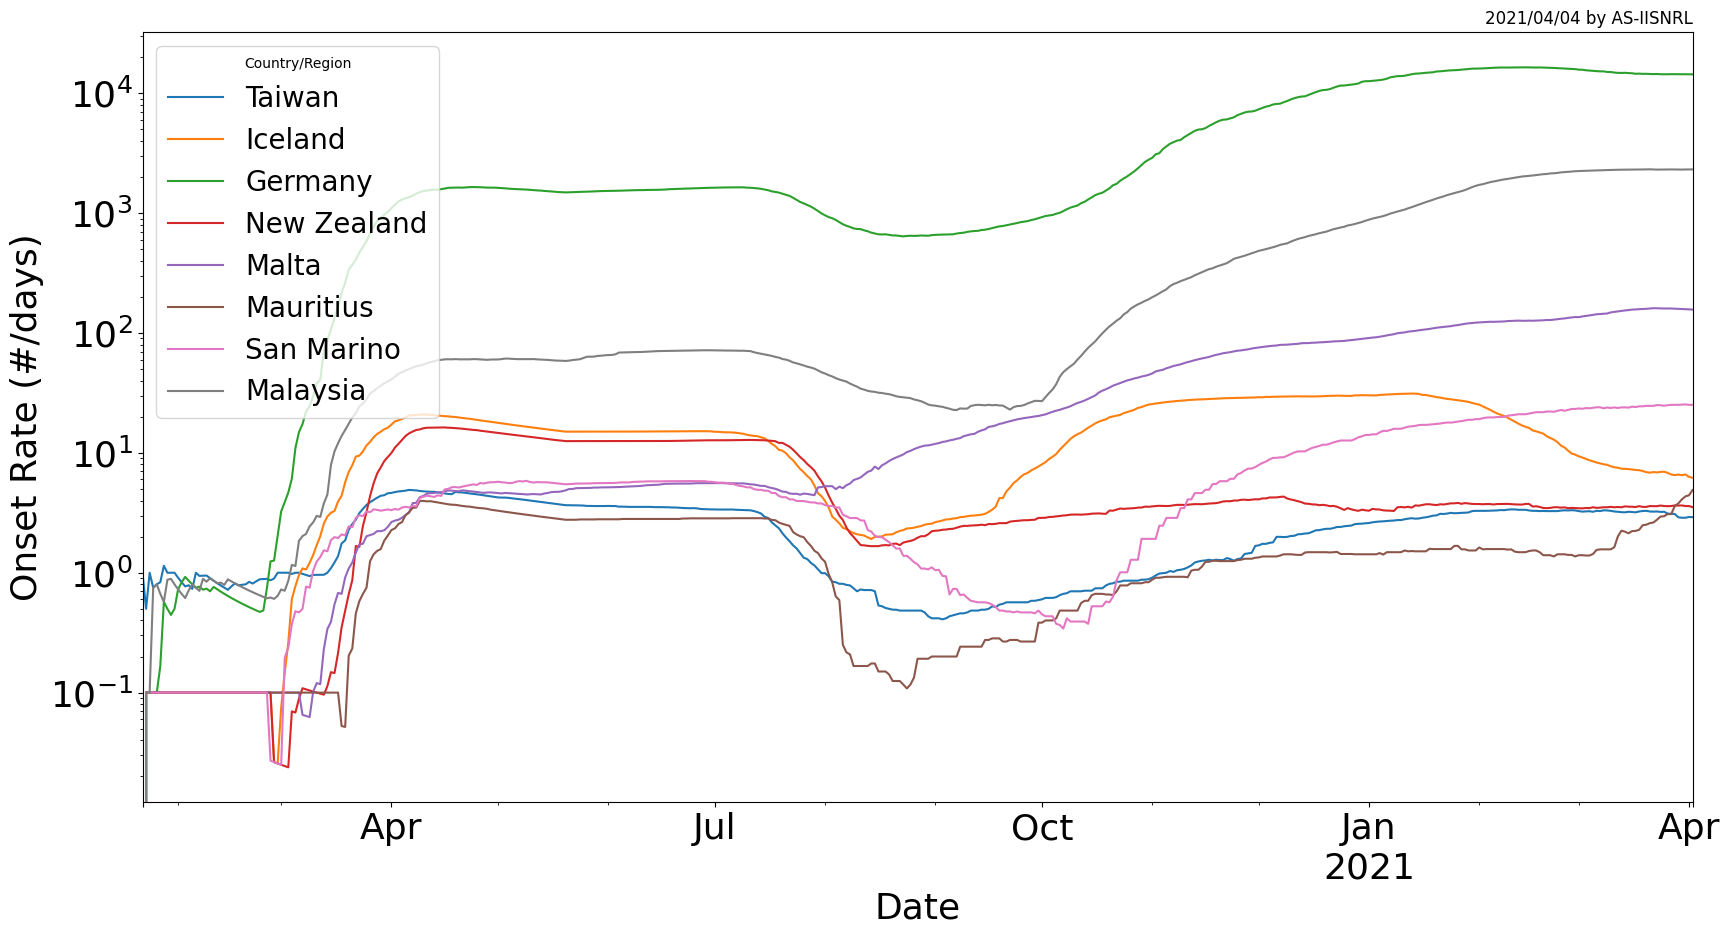 2021/04/04 by AS-IISNRL
Country/Region
Taiwan
Iceland
Germany
New Zealand
Malta
Mauritius
San Marino
Malaysia
Onset Rate (#/days)
10⁴
10³
10²
10¹
10⁰
10⁻¹
Apr Jul Oct Jan Apr
2021
Date